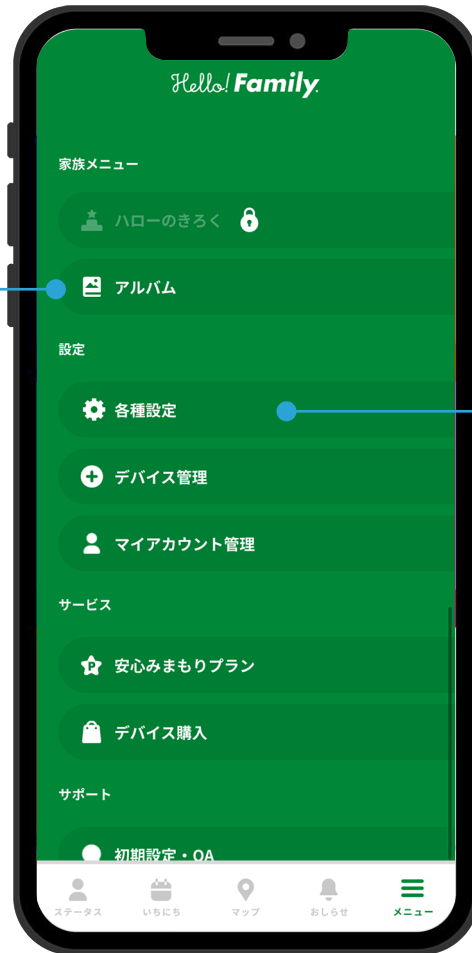 Hello! Family.
家族メニュー
ハローのきろく
アルバム
設定
各種設定
デバイス管理
マイアカウント管理
サービス
P
安心みまもりプラン
デバイス購入
サポート
初期設定・QA
ステータス
いちにち
マップ
おしらせ
メニュー